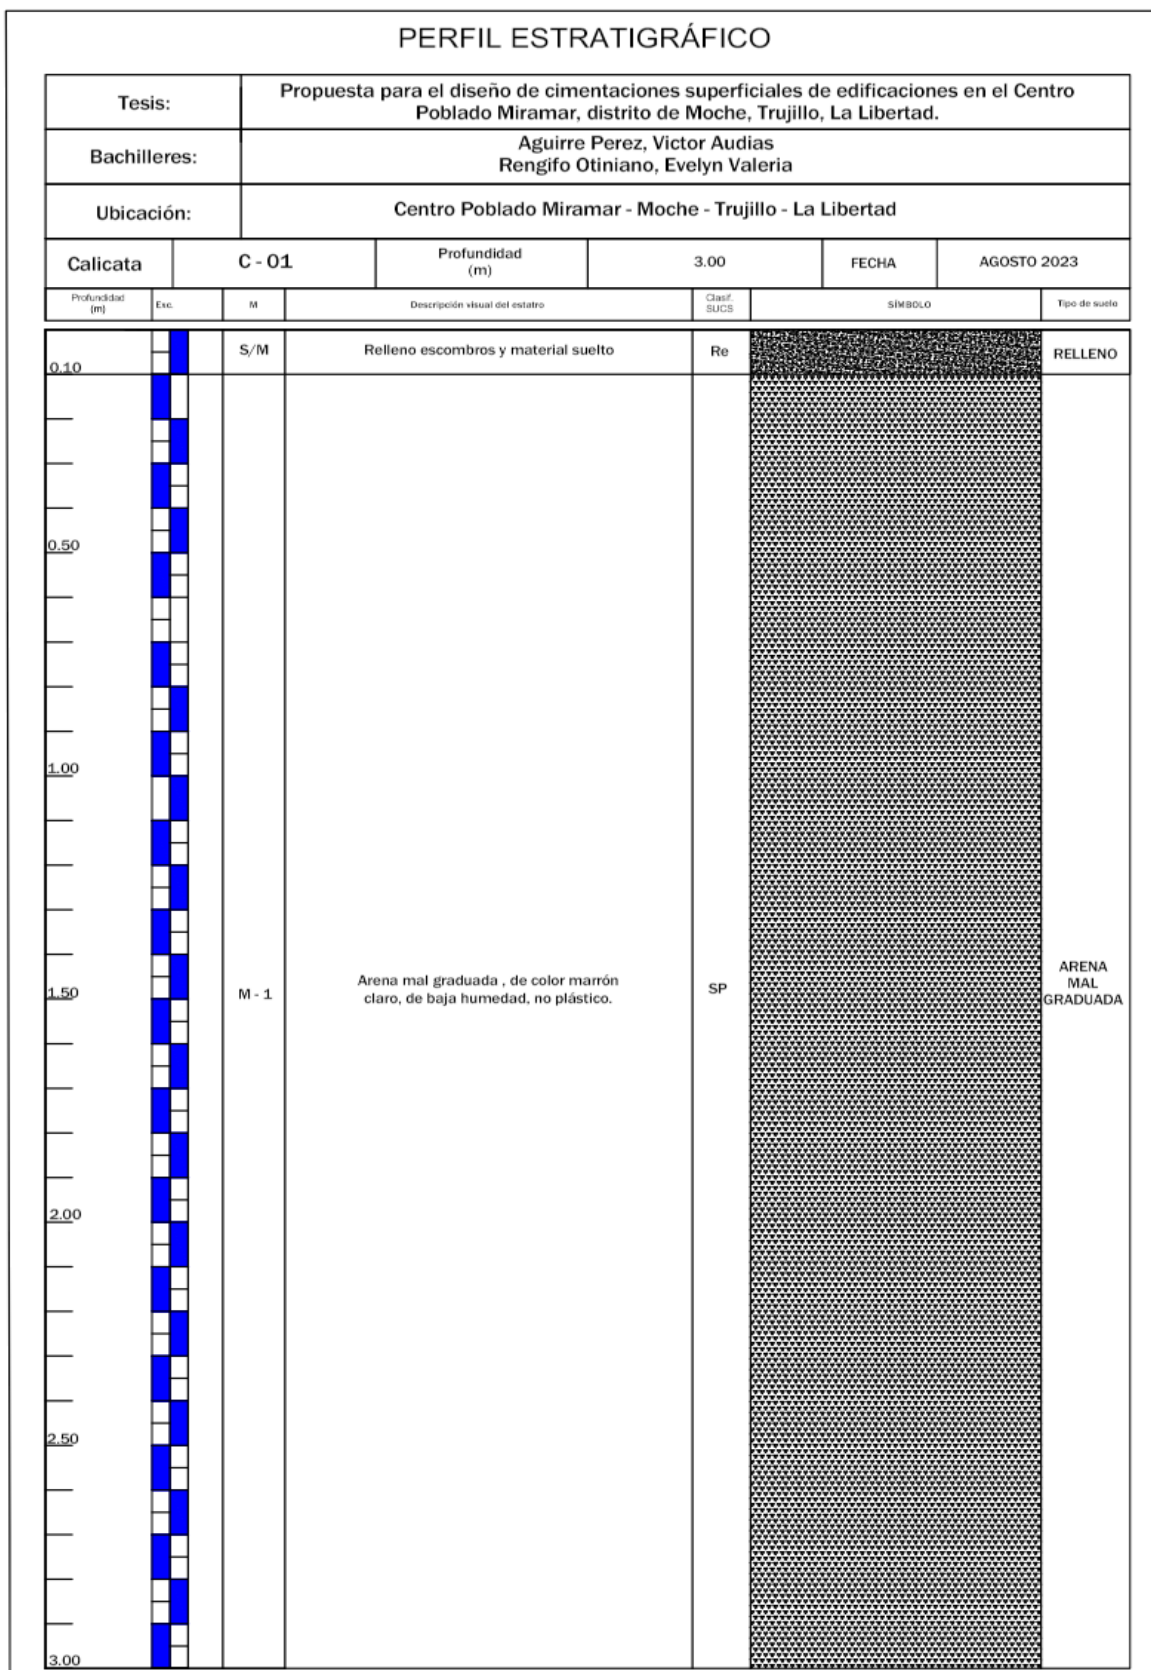 PERFIL ESTRATIGRÁFICO
Tesis:
Propuesta para el diseño de cimentaciones superficiales de edificaciones en el Centro
Poblado Miramar, distrito de Moche, Trujillo, La Libertad.
Bachilleres:
Aguirre Perez, Victor Audias
Rengifo Otiniano, Evelyn Valeria
Ubicación:
Centro Poblado Miramar - Moche - Trujillo - La Libertad
Calicata
C - 01
Profundidad
(m)
3.00
FECHA
AGOSTO 2023
Profundidad
(m)
Exc.
M
Descripción visual del estatro
Clasif.
SUCS
SÍMBOLO
Tipo de suelo
S/M
Relleno escombros y material suelto
Re
RELLENO
0.10
0.50
1.00
1.50
M - 1
Arena mal graduada , de color marrón
claro, de baja humedad, no plástico.
SP
ARENA
MAL
GRADUADA
2.00
2.50
3.00